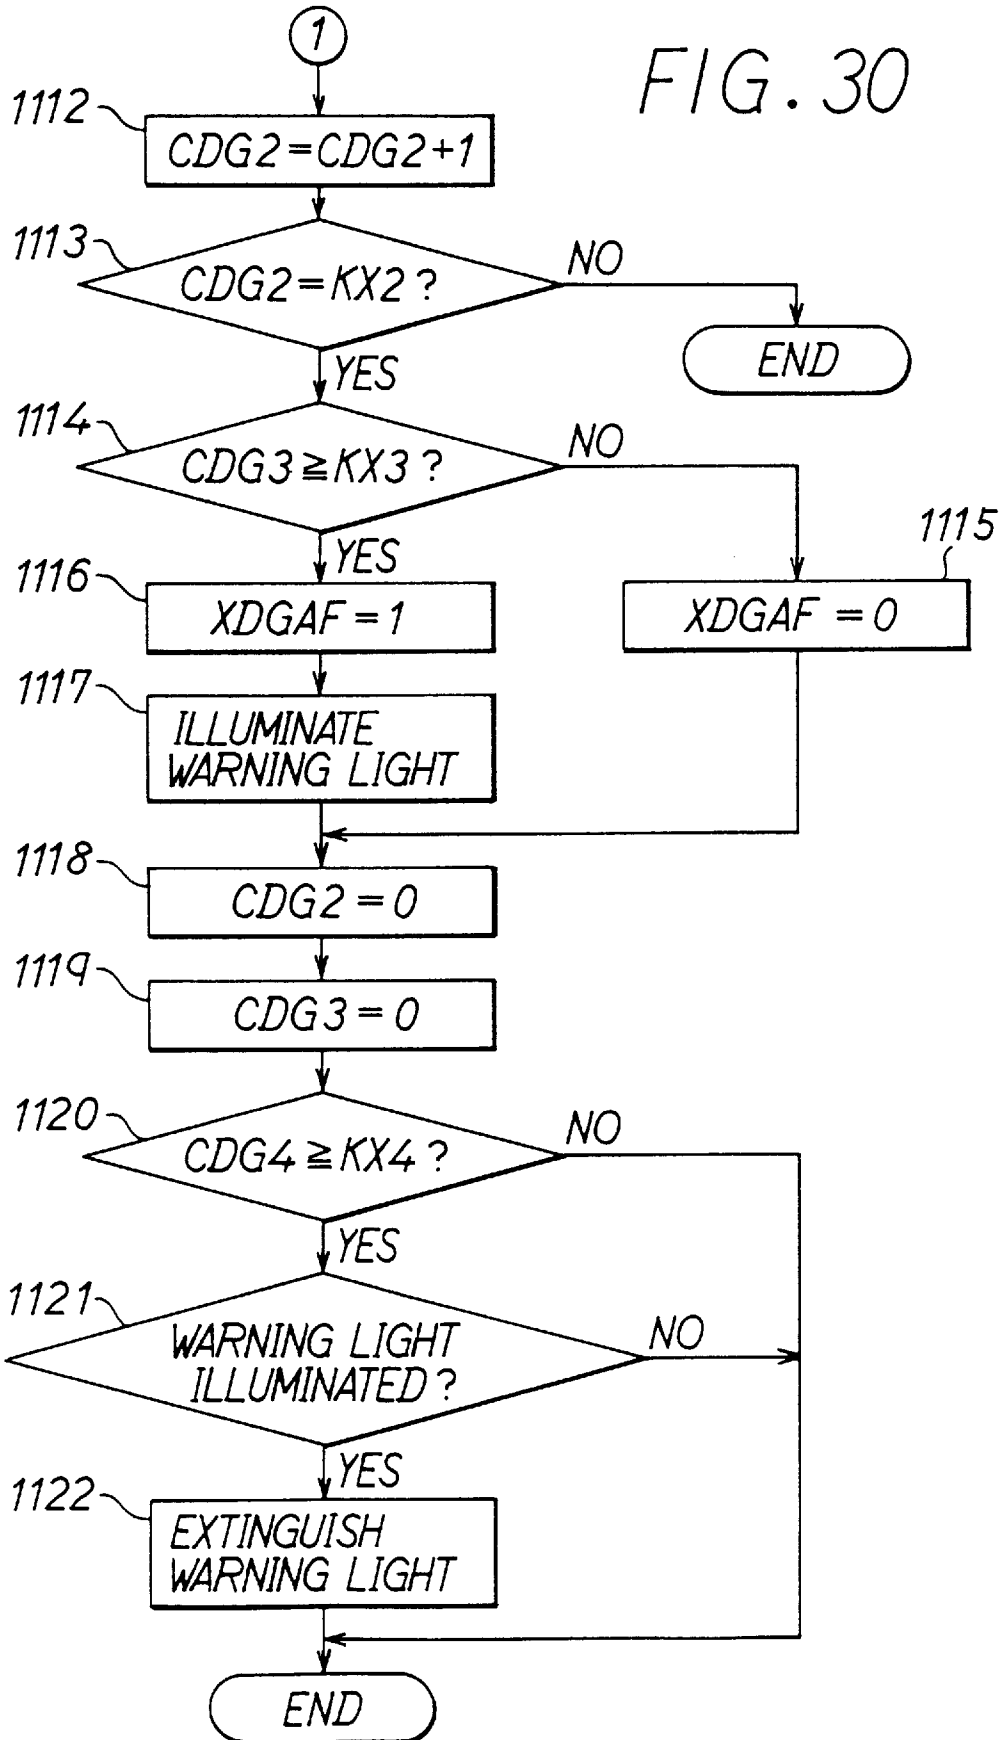 1
FIG. 30
1112
CDG2=CDG2+1
1113
CDG2=KX2?
NO
END
YES
1114
CDG3≧KX3?
NO
YES
1115
1116
XDGAF=1
XDGAF=0
1117
ILLUMINATE
WARNING LIGHT
1118
CDG2=0
1119
CDG3=0
1120
CDG4≧KX4?
NO
YES
1121
WARNING LIGHT
ILLUMINATED?
NO
YES
1122
EXTINGUISH
WARNING LIGHT
END